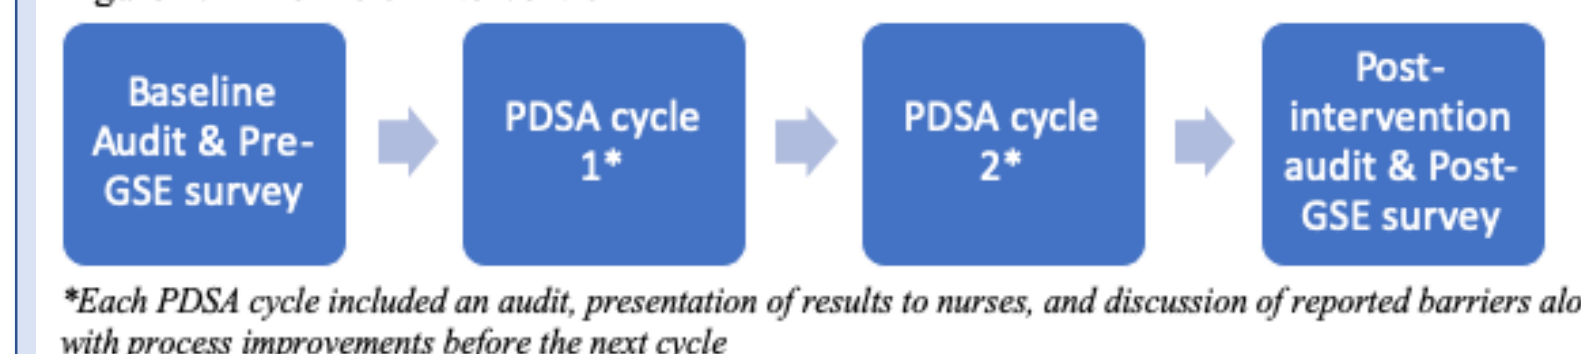 Baseline
Audit & Pre-
GSE survey
PDSA cycle
1*
PDSA cycle
2*
Post-
intervention
audit & Post-
GSE survey
*Each PDSA cycle included an audit, presentation of results to nurses, and discussion of reported barriers alo
with process improvements before the next cycle